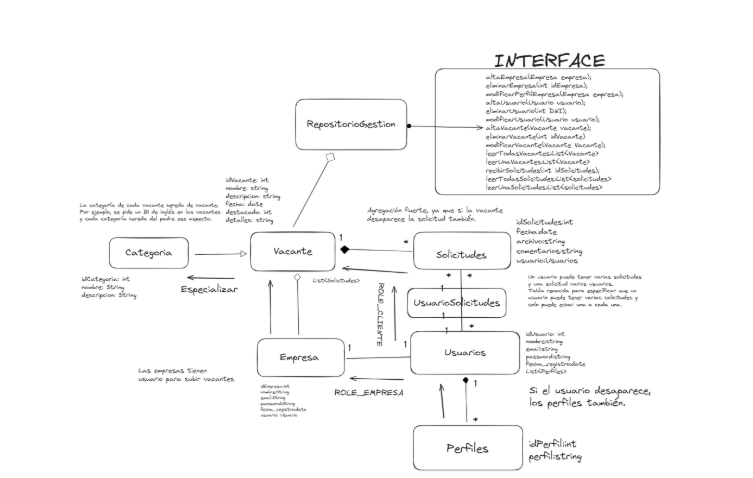 INTERFACE
altaEmpresa(Empresa empresa);
eliminarEmpresa(int idEmpresa);
modificarPerfilEmpresa(Empresa empresa);
altaUsuario(Usuario usuario);
eliminarUsuario(int DNI);
modificarUsuario(Usuario usuario);
altaVacante(Vacante vacante);
eliminarVacante(int idVacante)
modificarVacante(Vacante Vacante);
leerTodasVacantes:List<Vacante>
leerUnaVacantes:List<Vacante>
recibirSolicitudes(int idSolicitudes);
leerTodasSolicitudes:List<solicitudes>
leerUnaSolicitudes:List<solicitudes>
RepositorioGestion
idVacante: int
nombre: string
descripcion: string
fecha: date
destacado: int
detalles: string;
La categoria de cada vacante hereda de vacante.
Por ejemplo, se pide un B1 de inglés en las vacantes
y cada categoria hereda del padre ese aspecto.
Agregación fuerte, ya que si la vacante
desaparece la solicitud también.
idSolicitudes:int
fecha:date
archivo:string
comentarios:string
usuario:Usuarios
Categoria
Vacante
1
*
Solicitudes
idCategoria: int
nombre: String
descripcion: String
Especializar
List<Solicitudes>
* *
Un usuario puede tener varias solicitudes
y una solicitud varios usuarios.
Tabla renacida para especificar que un
usuario puede tener varias solicitudes y
solo puede echar una a cada una.
UsuarioSolicitudes
ROLE_CLIENTE
1
1
*
Empresa
1
1
Usuarios
idUsuario: int
nombre:string
email:string
password:string
fecha_registro:date
List<Perfiles>
Las empresas tienen
usuario para subir vacantes
idEmpresa:int
nombre:String
email:string
password:string
fecha_registro:date
usuario: Usuario
ROLE_EMPRESA
1
Si el usuario desaparece,
los perfiles también.
*
Perfiles
idPerfil:int
perfil:string